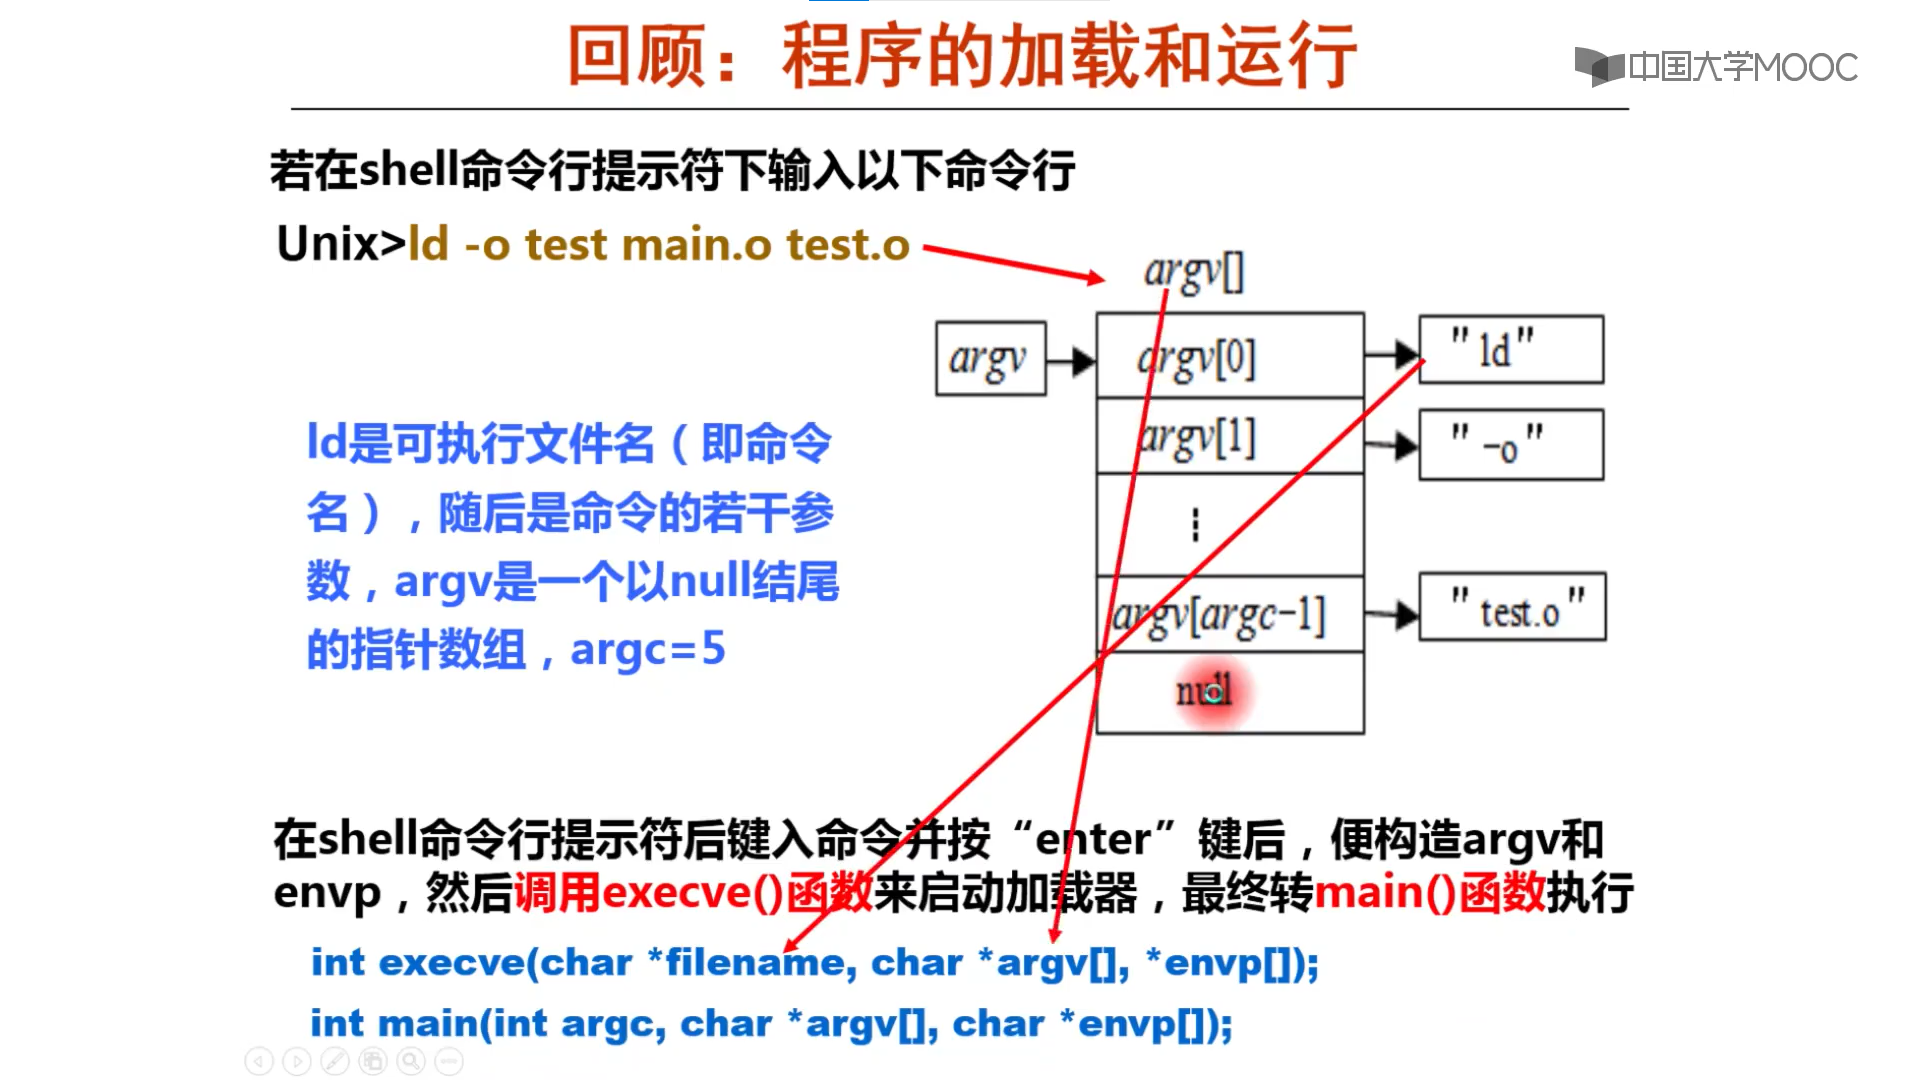 回顾：程序的加载和运行
中国大学MOOC
若在shell命令行提示符下输入以下命令行
Unix>ld -o test main.o test.o
argv[]
argv
argv[0]
"ld"
argv[1]
"-o"
⋮
argv[argc-1]
"test.o"
null
ld是可执行文件名（即命令
名），随后是命令的若干参
数，argv是一个以null结尾
的指针数组，argc=5
在shell命令行提示符后键入命令并按“enter”键后，便构造argv和
envp，然后调用execve()函数来启动加载器，最终转main()函数执行
int execve(char *filename, char *argv[], *envp[]);
int main(int argc, char *argv[], char *envp[]);